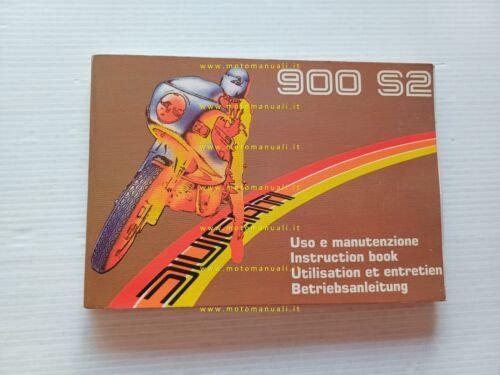 www.motomanuali.it
900 S2
www.motomanuali.it
www.motomanuali.it
www.motomanuali.it
DUCATI
Uso e manutenzione
Instruction book
www.motomanuali.it
Utilisation et entretien
Betriebsanleitung
www.motomanuali.it